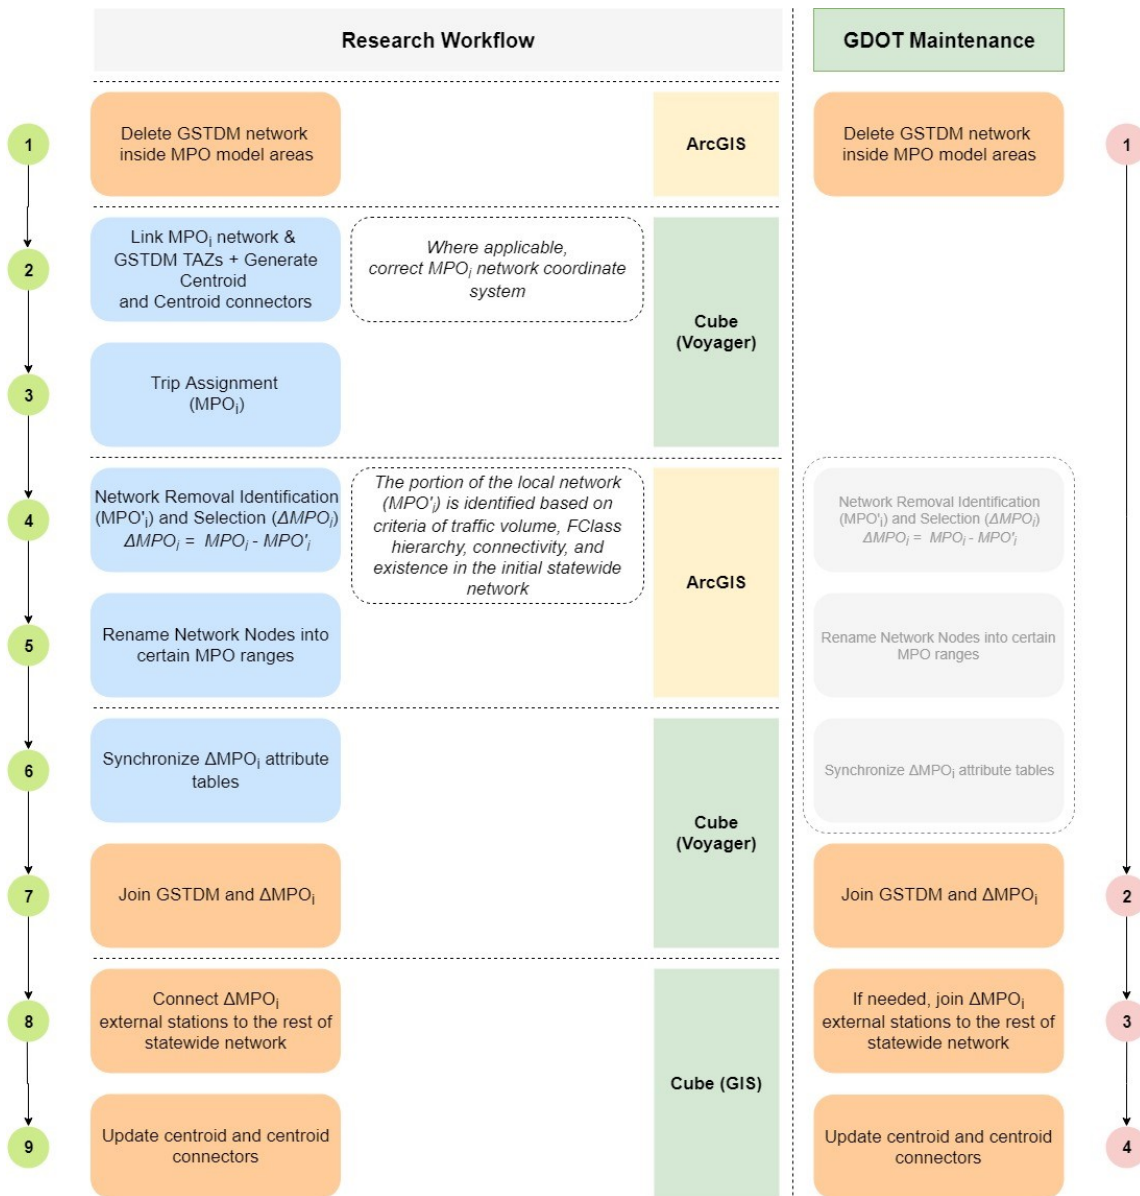 Research Workflow
GDOT Maintenance
1
Delete GSTDM network
inside MPO model areas
ArcGIS
Delete GSTDM network
inside MPO model areas
1
2
Link MPOi network &
GSTDM TAZs + Generate
Centroid
and Centroid connectors
Where applicable,
correct MPOi network coordinate
system
Cube
(Voyager)
3
Trip Assignment
(MPOi)
4
Network Removal Identification
(MPO'i) and Selection (ΔMPOi)
ΔMPOi = MPOi - MPO'i
The portion of the local network
(MPO'i) is identified based on
criteria of traffic volume, FClass
hierarchy, connectivity, and
existence in the initial statewide
network
ArcGIS
Network Removal Identification
(MPO'i) and Selection (ΔMPOi)
ΔMPOi = MPOi - MPO'i
5
Rename Network Nodes into
certain MPO ranges
Rename Network Nodes into
certain MPO ranges
6
Synchronize ΔMPOi attribute
tables
Cube
(Voyager)
Synchronize ΔMPOi attribute tables
7
Join GSTDM and ΔMPOi
Join GSTDM and ΔMPOi
2
8
Connect ΔMPOi
external stations to the rest of
statewide network
Cube (GIS)
If needed, join ΔMPOi
external stations to the rest of
statewide network
3
9
Update centroid and centroid
connectors
Update centroid and centroid
connectors
4